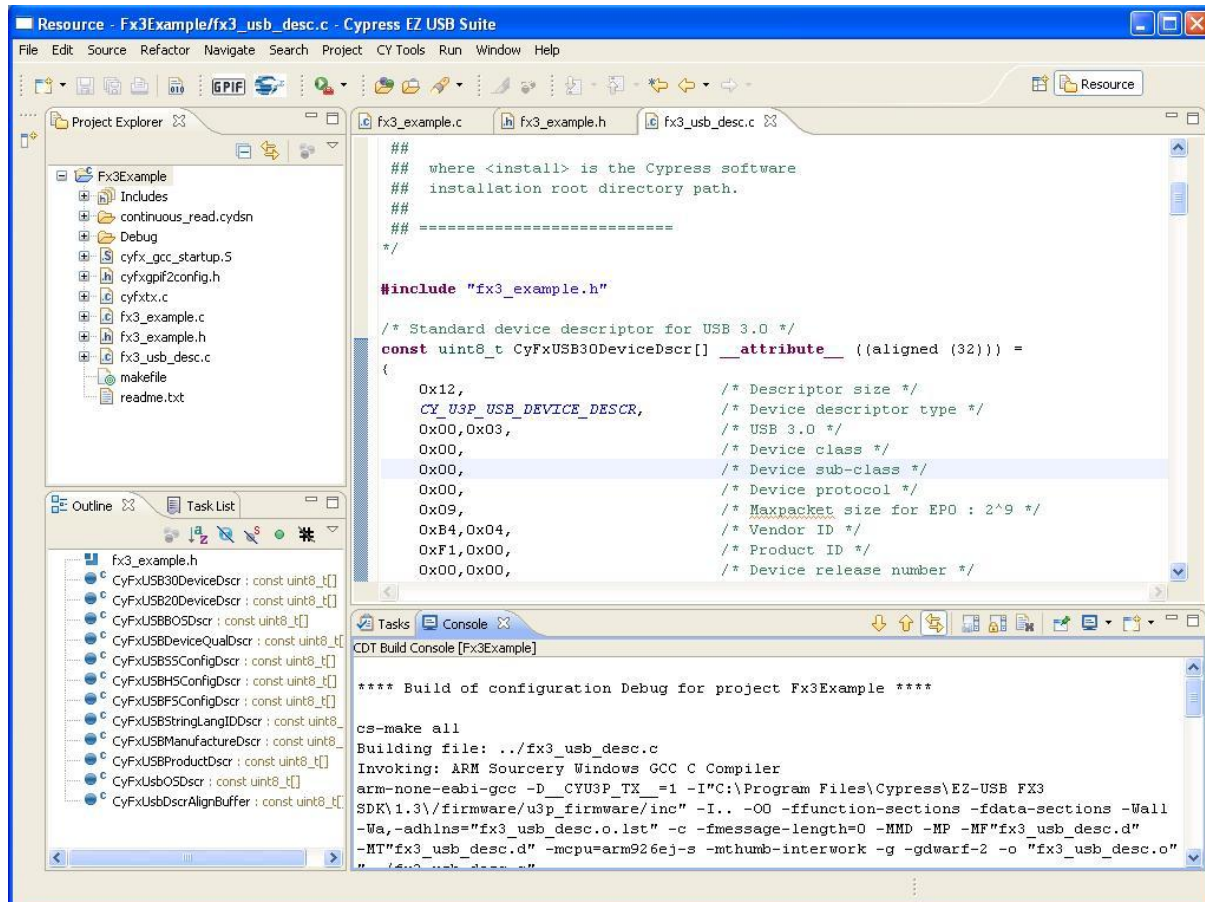 Resource - Fx3Example/fx3_usb_desc.c - Cypress EZ USB Suite
File Edit Source Refactor Navigate Search Project CY Tools Run Window Help
010
GPIF
Resource
Project Explorer
Fx3Example
Includes
continuous_read.cydsn
Debug
cyfx_gcc_startup.S
cyfxgpif2config.h
cyfxtx.c
fx3_example.c
fx3_example.h
fx3_usb_desc.c
makefile
readme.txt
Outline Task List
fx3_example.h
CyFxUSB30DeviceDscr : const uint8_t[]
CyFxUSB20DeviceDscr : const uint8_t[]
CyFxUSBBOSDscr : const uint8_t[]
CyFxUSBDeviceQualDscr : const uint8_t[
CyFxUSBSSConfigDscr : const uint8_t[]
CyFxUSBHSConfigDscr : const uint8_t[]
CyFxUSBFSConfigDscr : const uint8_t[]
CyFxUSBStringLangIDDscr : const uint8_
CyFxUSBManufactureDscr : const uint8_
CyFxUSBProductDscr : const uint8_t[]
CyFxUsbOSDscr : const uint8_t[]
CyFxUsbDscrAlignBuffer : const uint8_t[
fx3_example.c fx3_example.h fx3_usb_desc.c
##
## where <install> is the Cypress software
## installation root directory path.
##
## ===========================
*/
#include "fx3_example.h"
/* Standard device descriptor for USB 3.0 */
const uint8_t CyFxUSB30DeviceDscr[] __attribute__ ((aligned (32))) =
{
0x12, /* Descriptor size */
CY_U3P_USB_DEVICE_DESCR, /* Device descriptor type */
0x00,0x03, /* USB 3.0 */
0x00, /* Device class */
0x00, /* Device sub-class */
0x00, /* Device protocol */
0x09, /* Maxpacket size for EP0 : 2^9 */
0xB4,0x04, /* Vendor ID */
0xF1,0x00, /* Product ID */
0x00,0x00, /* Device release number */
Tasks Console
CDT Build Console [Fx3Example]
**** Build of configuration Debug for project Fx3Example ****
cs-make all
Building file: ../fx3_usb_desc.c
Invoking: ARM Sourcery Windows GCC C Compiler
arm-none-eabi-gcc -D__CYU3P_TX__=1 -I"C:\Program Files\Cypress\EZ-USB FX3
SDK\1.3\/firmware/u3p_firmware/inc" -I.. -O0 -ffunction-sections -fdata-sections -Wall
-Wa,-adhlns="fx3_usb_desc.o.lst" -c -fmessage-length=0 -MMD -MP -MF"fx3_usb_desc.d"
-MT"fx3_usb_desc.d" -mcpu=arm926ej-s -mthumb-interwork -g -gdwarf-2 -o "fx3_usb_desc.o"